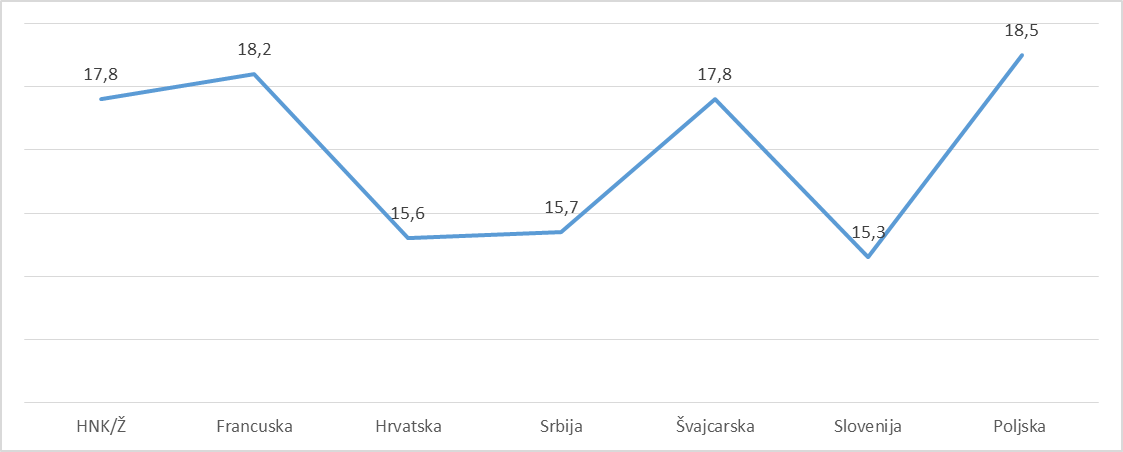 18,5
18,2
17,8
17,8
15,6
15,7
15,3
HNK/Ž
Francuska
Hrvatska
Srbija
Švajcarska
Slovenija
Poljska